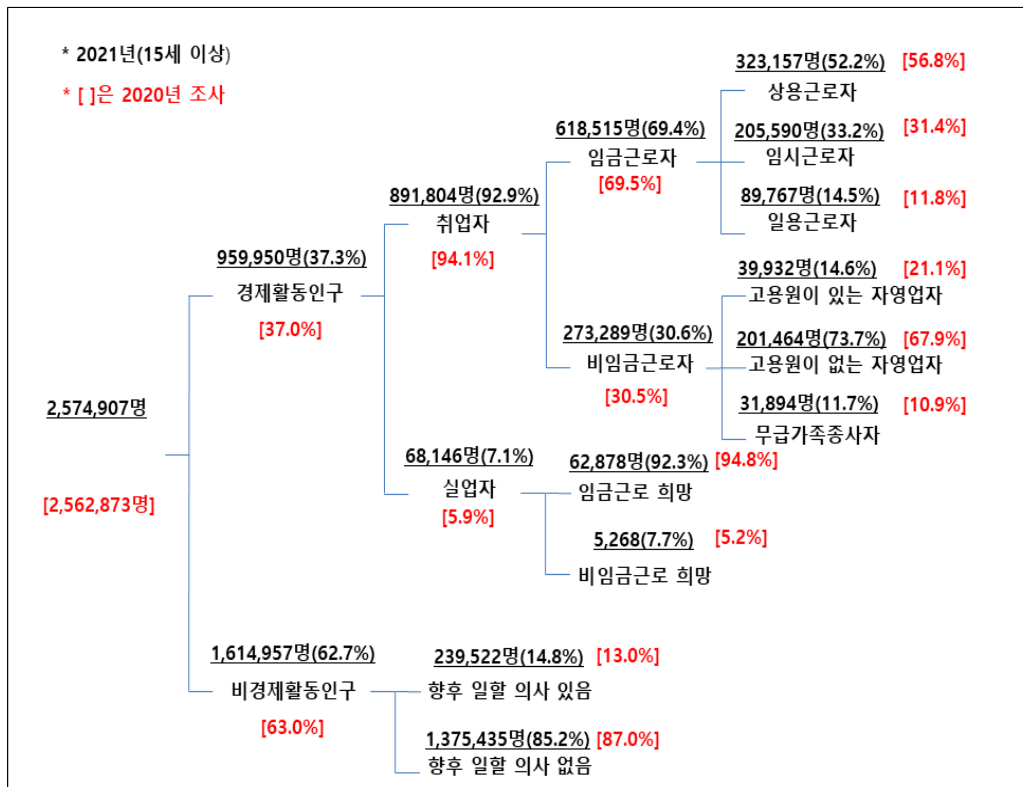 * 2021년(15세 이상)
* [ ]은 2020년 조사
2,574,907명
[2,562,873명]
959,950명(37.3%)
경제활동인구
[37.0%]
891,804명(92.9%)
취업자
[94.1%]
618,515명(69.4%)
임금근로자
[69.5%]
323,157명(52.2%) [56.8%]
상용근로자
205,590명(33.2%) [31.4%]
임시근로자
89,767명(14.5%) [11.8%]
일용근로자
273,289명(30.6%)
비임금근로자
[30.5%]
39,932명(14.6%) [21.1%]
고용원이 있는 자영업자
201,464명(73.7%) [67.9%]
고용원이 없는 자영업자
31,894명(11.7%) [10.9%]
무급가족종사자
68,146명(7.1%)
실업자
[5.9%]
62,878명(92.3%) [94.8%]
임금근로 희망
5,268(7.7%) [5.2%]
비임금근로 희망
1,614,957명(62.7%)
비경제활동인구
[63.0%]
239,522명(14.8%) [13.0%]
향후 일할 의사 있음
1,375,435명(85.2%) [87.0%]
향후 일할 의사 없음